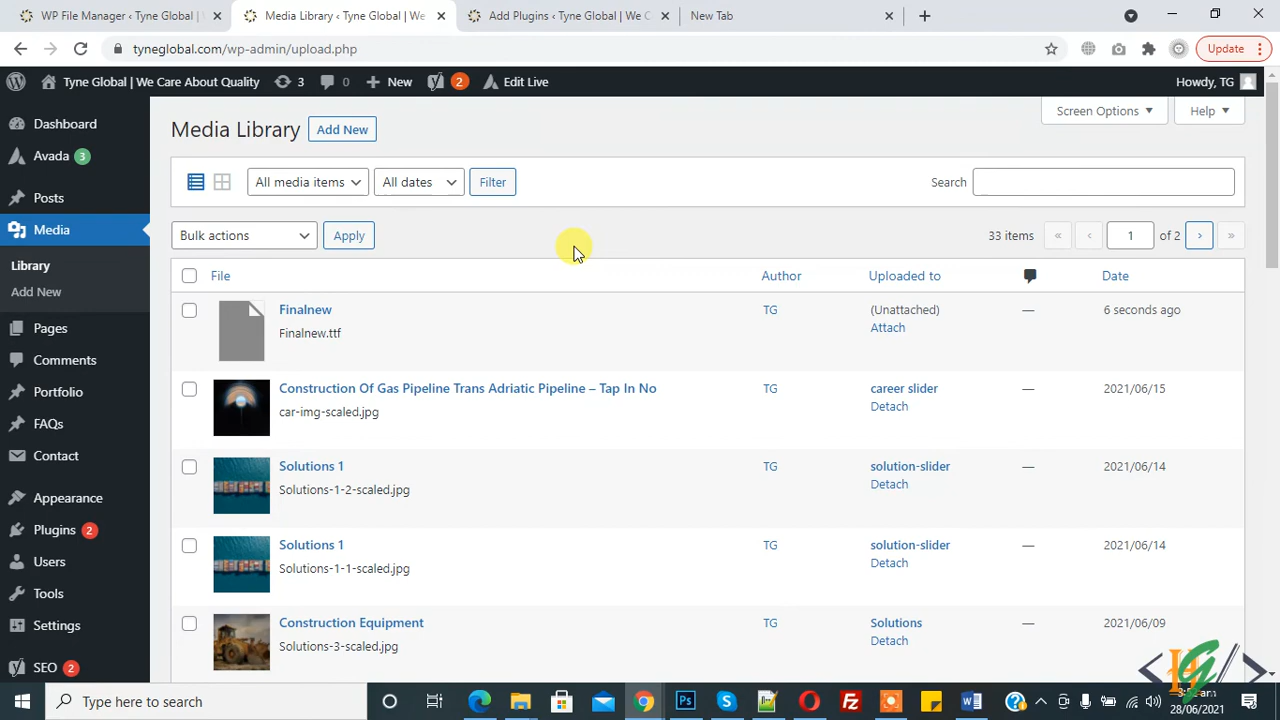 WP File Manager ‹ Tyne Global |
Media Library ‹ Tyne Global | We
Add Plugins ‹ Tyne Global | We C
New Tab
tyneglobal.com/wp-admin/upload.php
Update
Tyne Global | We Care About Quality
3
0
New
2
Edit Live
Howdy, TG
Dashboard
Avada 3
Posts
Media
Library
Add New
Pages
Comments
Portfolio
FAQs
Contact
Appearance
Plugins 2
Users
Tools
Settings
SEO 2
Screen Options
Help
Media Library
Add New
All media items
All dates
Filter
Search
Bulk actions
Apply
33 items
«
‹
1
of 2
›
»
File Author Uploaded to Date
Finalnew TG (Unattached) — 6 seconds ago
Finalnew.ttf Attach
Construction Of Gas Pipeline Trans Adriatic Pipeline – Tap In No TG career slider — 2021/06/15
car-img-scaled.jpg Detach
Solutions 1 TG solution-slider — 2021/06/14
Solutions-1-2-scaled.jpg Detach
Solutions 1 TG solution-slider — 2021/06/14
Solutions-1-1-scaled.jpg Detach
Construction Equipment TG Solutions — 2021/06/09
Solutions-3-scaled.jpg Detach
Type here to search
28/06/2021